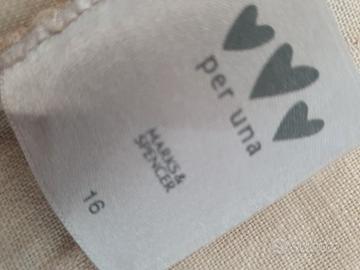 per una
MARKS &
SPENCER
16